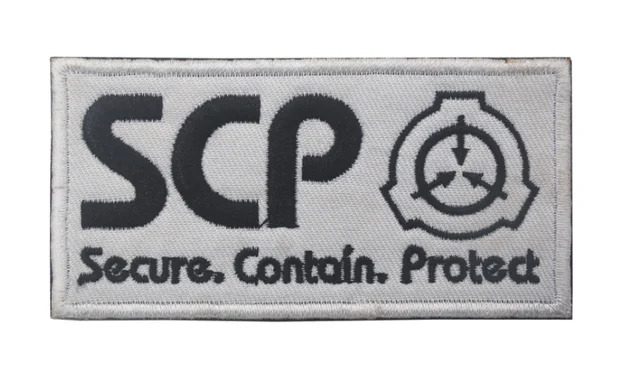 SCP
Secure. Contain. Protect